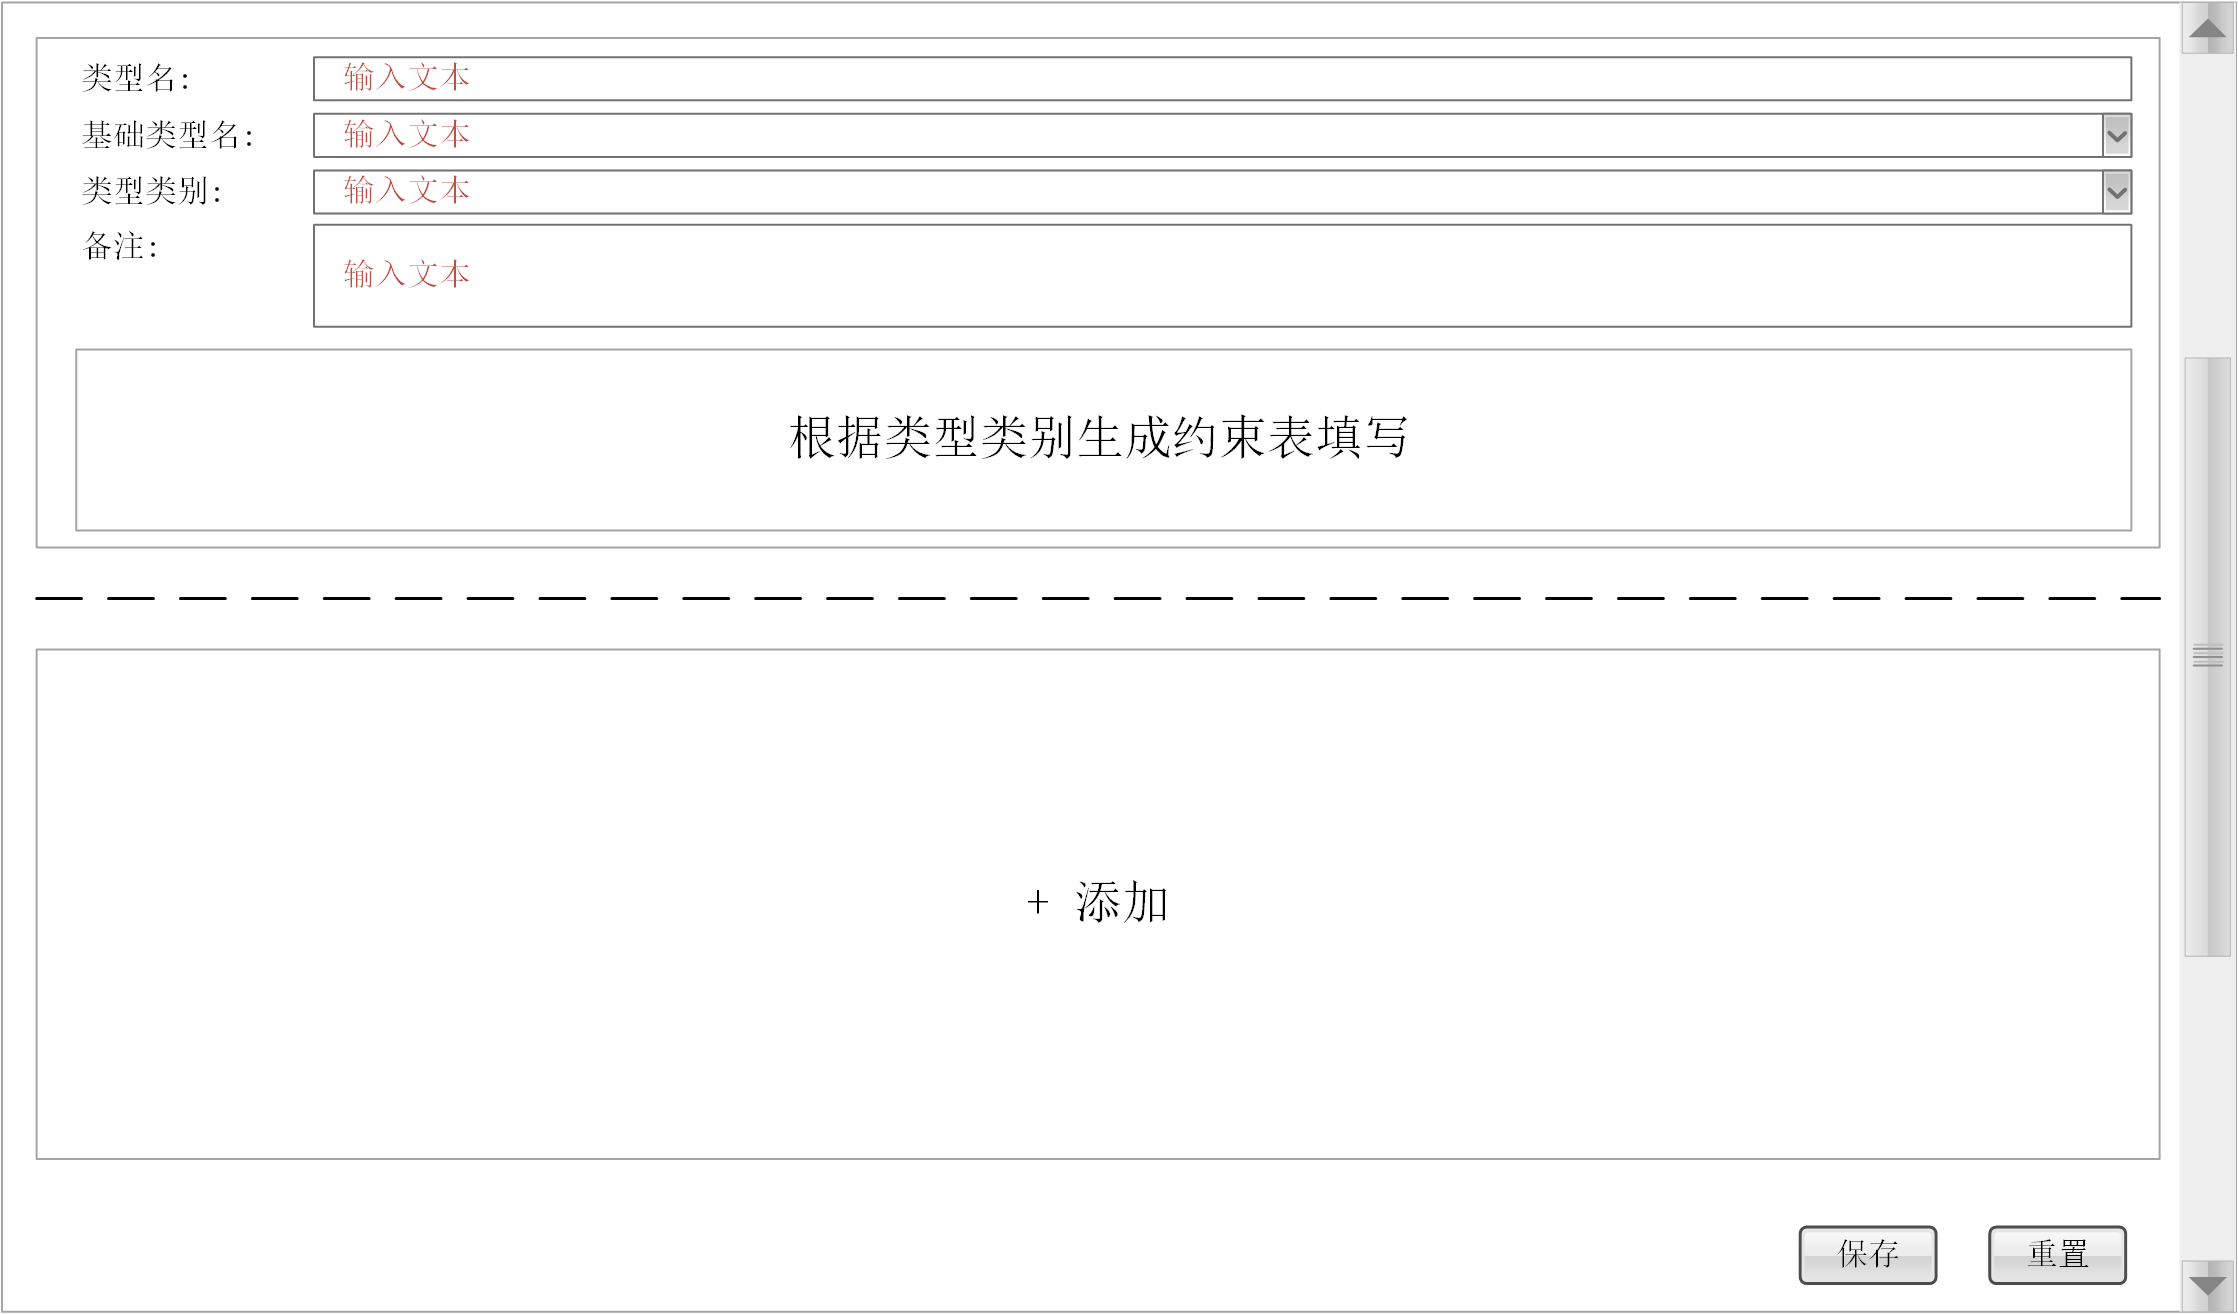 类型名: 输入文本
基础类型名: 输入文本
类型类别: 输入文本
备注: 输入文本
根据类型类别生成约束表填写
+ 添加
保存 重置